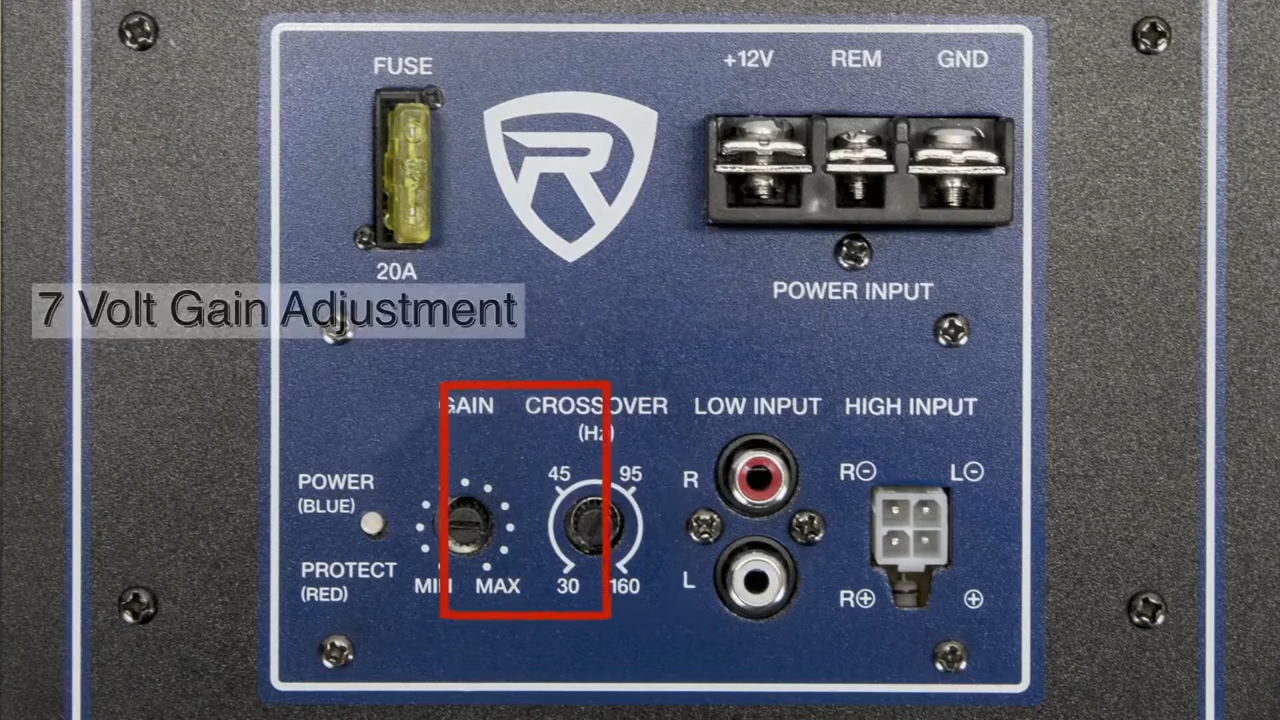 FUSE
+12V REM GND
20A
POWER INPUT
7 Volt Gain Adjustment
GAIN CROSSOVER LOW INPUT HIGH INPUT
(Hz)
45 95
R
R⊖ L⊖
POWER
(BLUE)
PROTECT
(RED)
MIN MAX 30 160
L
R⊕ ⊕